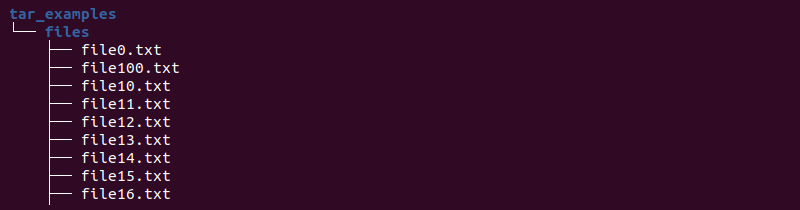 tar_examples
└── files
    ├── file0.txt
    ├── file100.txt
    ├── file10.txt
    ├── file11.txt
    ├── file12.txt
    ├── file13.txt
    ├── file14.txt
    ├── file15.txt
    ├── file16.txt